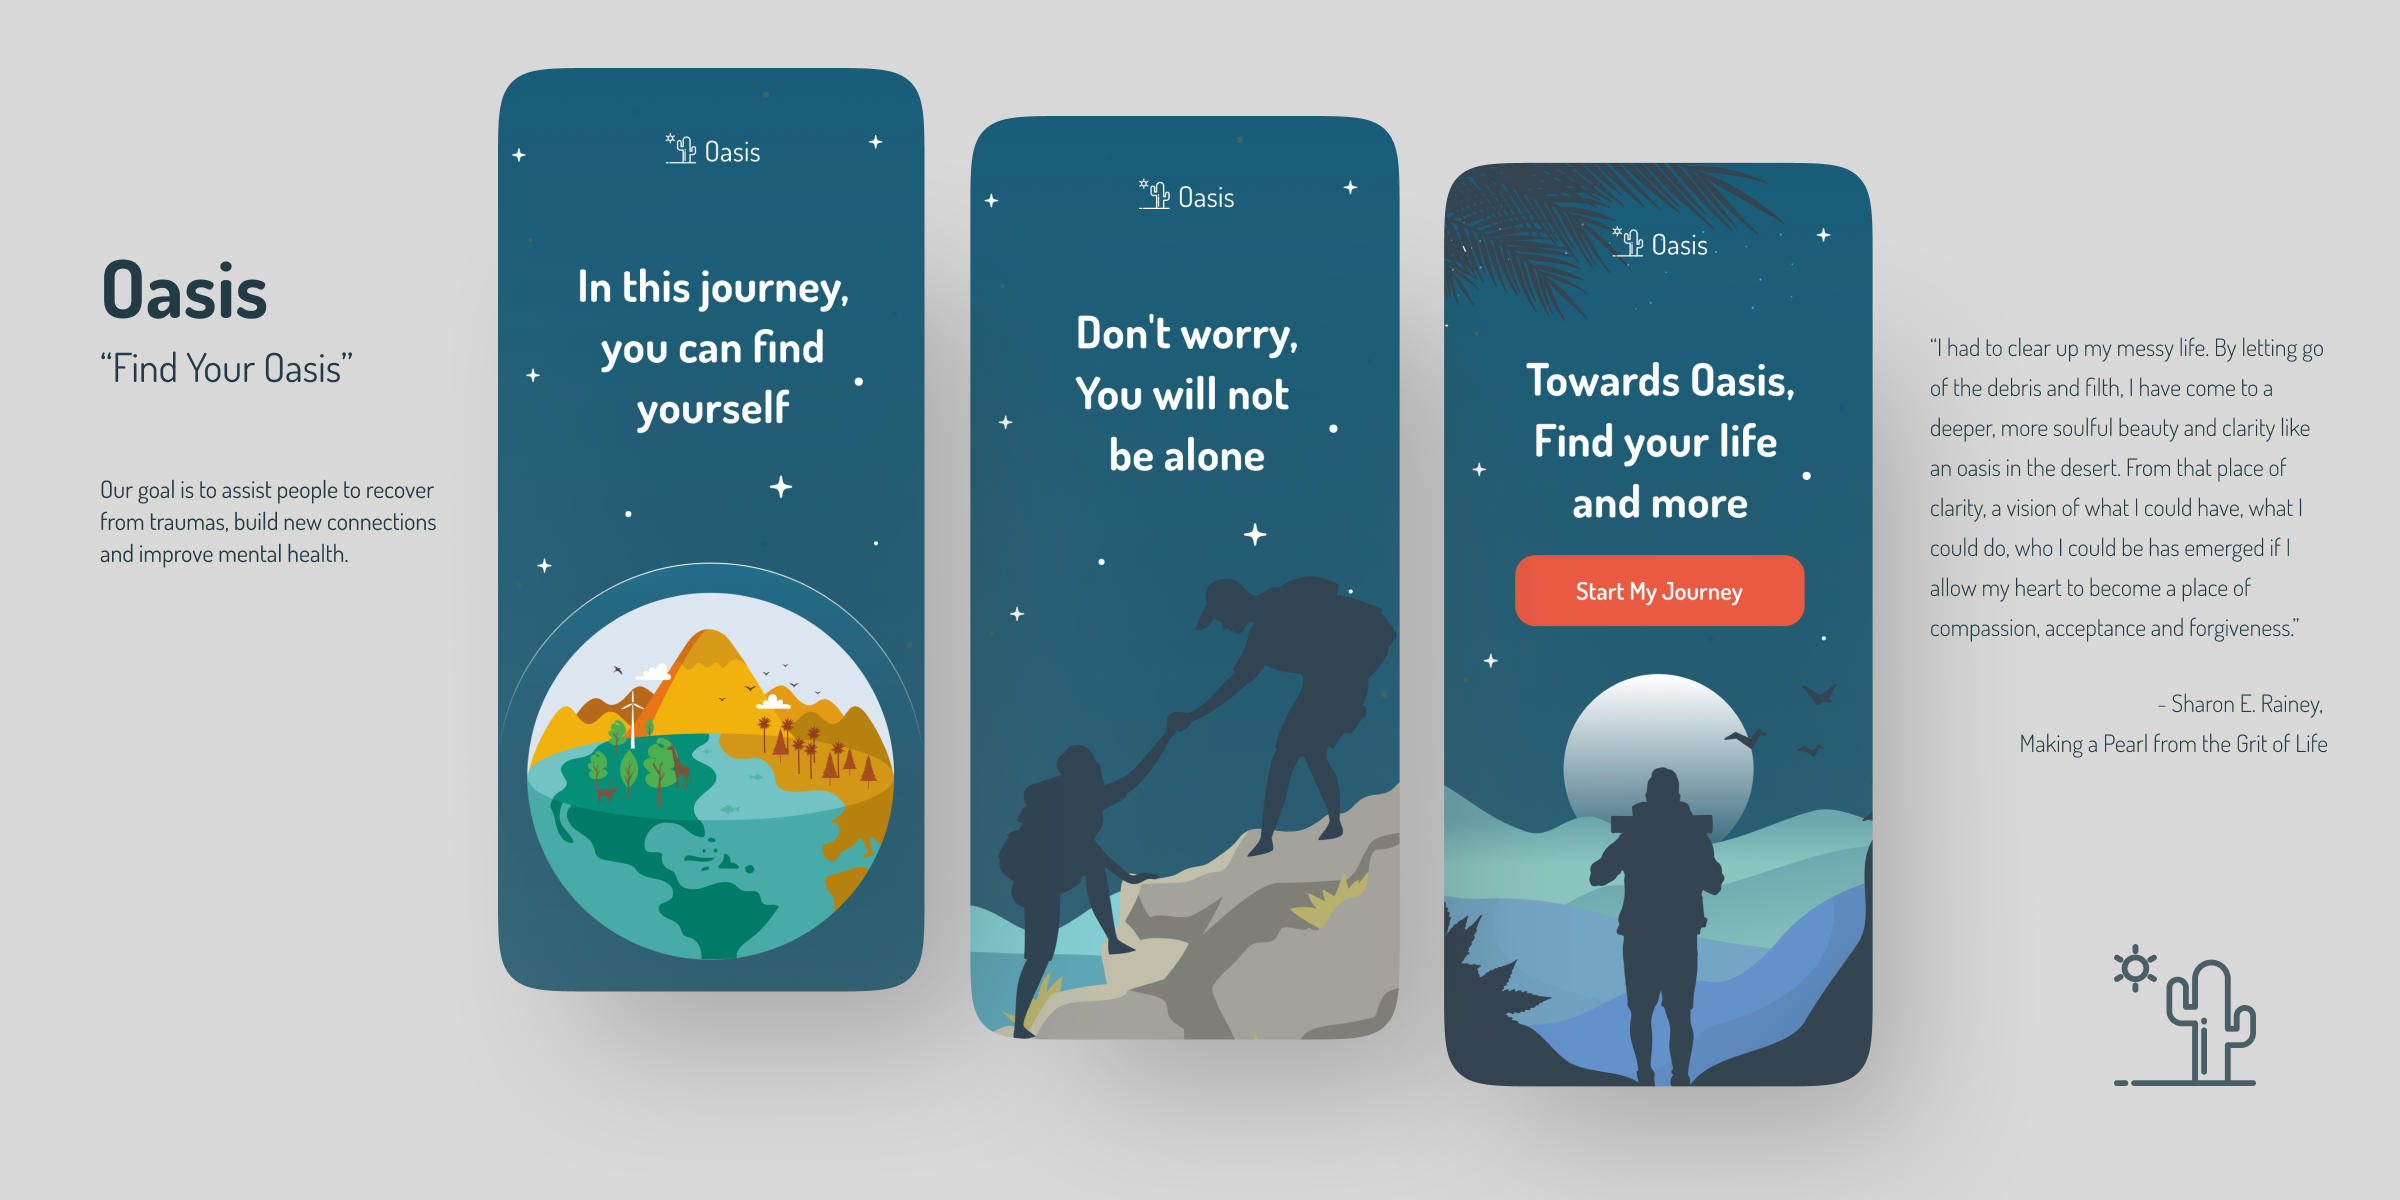 Oasis
“Find Your Oasis”
Our goal is to assist people to recover
from traumas, build new connections
and improve mental health.
Oasis
In this journey,
you can find
yourself
Oasis
Don't worry,
You will not
be alone
Oasis
Towards Oasis,
Find your life
and more
Start My Journey
“I had to clear up my messy life. By letting go
of the debris and filth, I have come to a
deeper, more soulful beauty and clarity like
an oasis in the desert. From that place of
clarity, a vision of what I could have, what I
could do, who I could be has emerged if I
allow my heart to become a place of
compassion, acceptance and forgiveness.”
- Sharon E. Rainey,
Making a Pearl from the Grit of Life